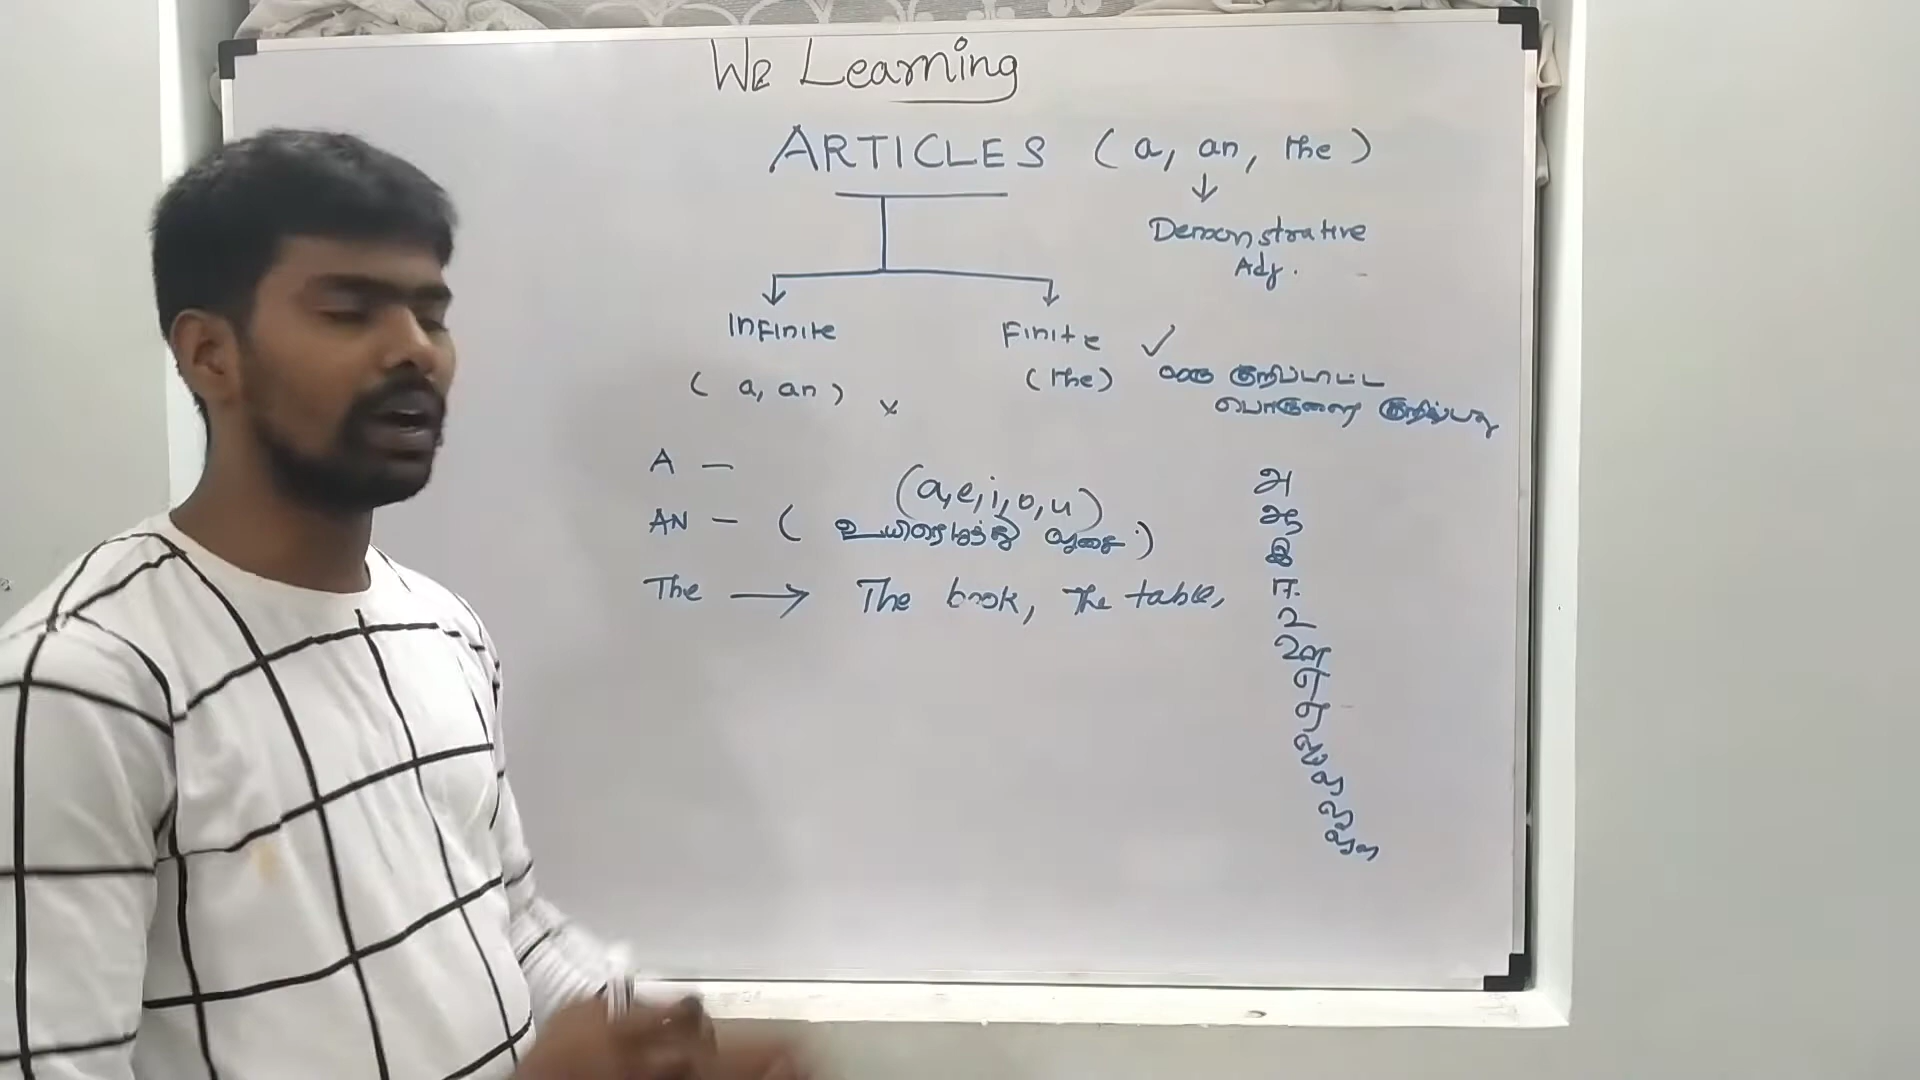 We Learning
ARTICLES (a, an, the)
Demonstrative
Adj.
Infinite
Finite ✓
(a, an) x
(the)
ஒரு குறிப்பிட்ட
பொருளை குறிப்பது
A –
(a,e,i,o,u)
AN – ( உயிரெழுத்து ஓசை.)
The → The book, The table,
அ
ஆ
இ
ஈ
உ
ஊ
எ
ஏ
ஐ
ஒ
ஓ
ஔ